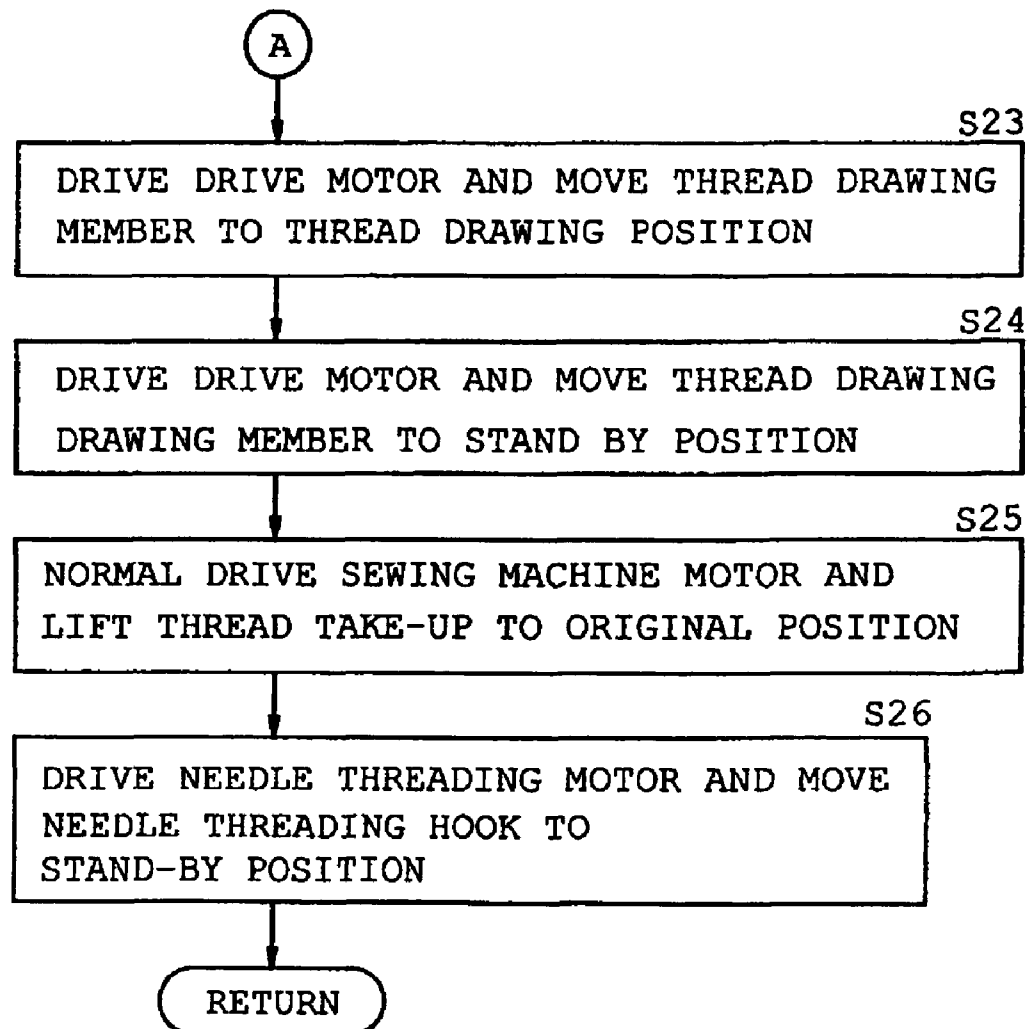 A
S23
DRIVE DRIVE MOTOR AND MOVE THREAD DRAWING
MEMBER TO THREAD DRAWING POSITION
S24
DRIVE DRIVE MOTOR AND MOVE THREAD DRAWING
DRAWING MEMBER TO STAND BY POSITION
S25
NORMAL DRIVE SEWING MACHINE MOTOR AND
LIFT THREAD TAKE-UP TO ORIGINAL POSITION
S26
DRIVE NEEDLE THREADING MOTOR AND MOVE
NEEDLE THREADING HOOK TO
STAND-BY POSITION
RETURN